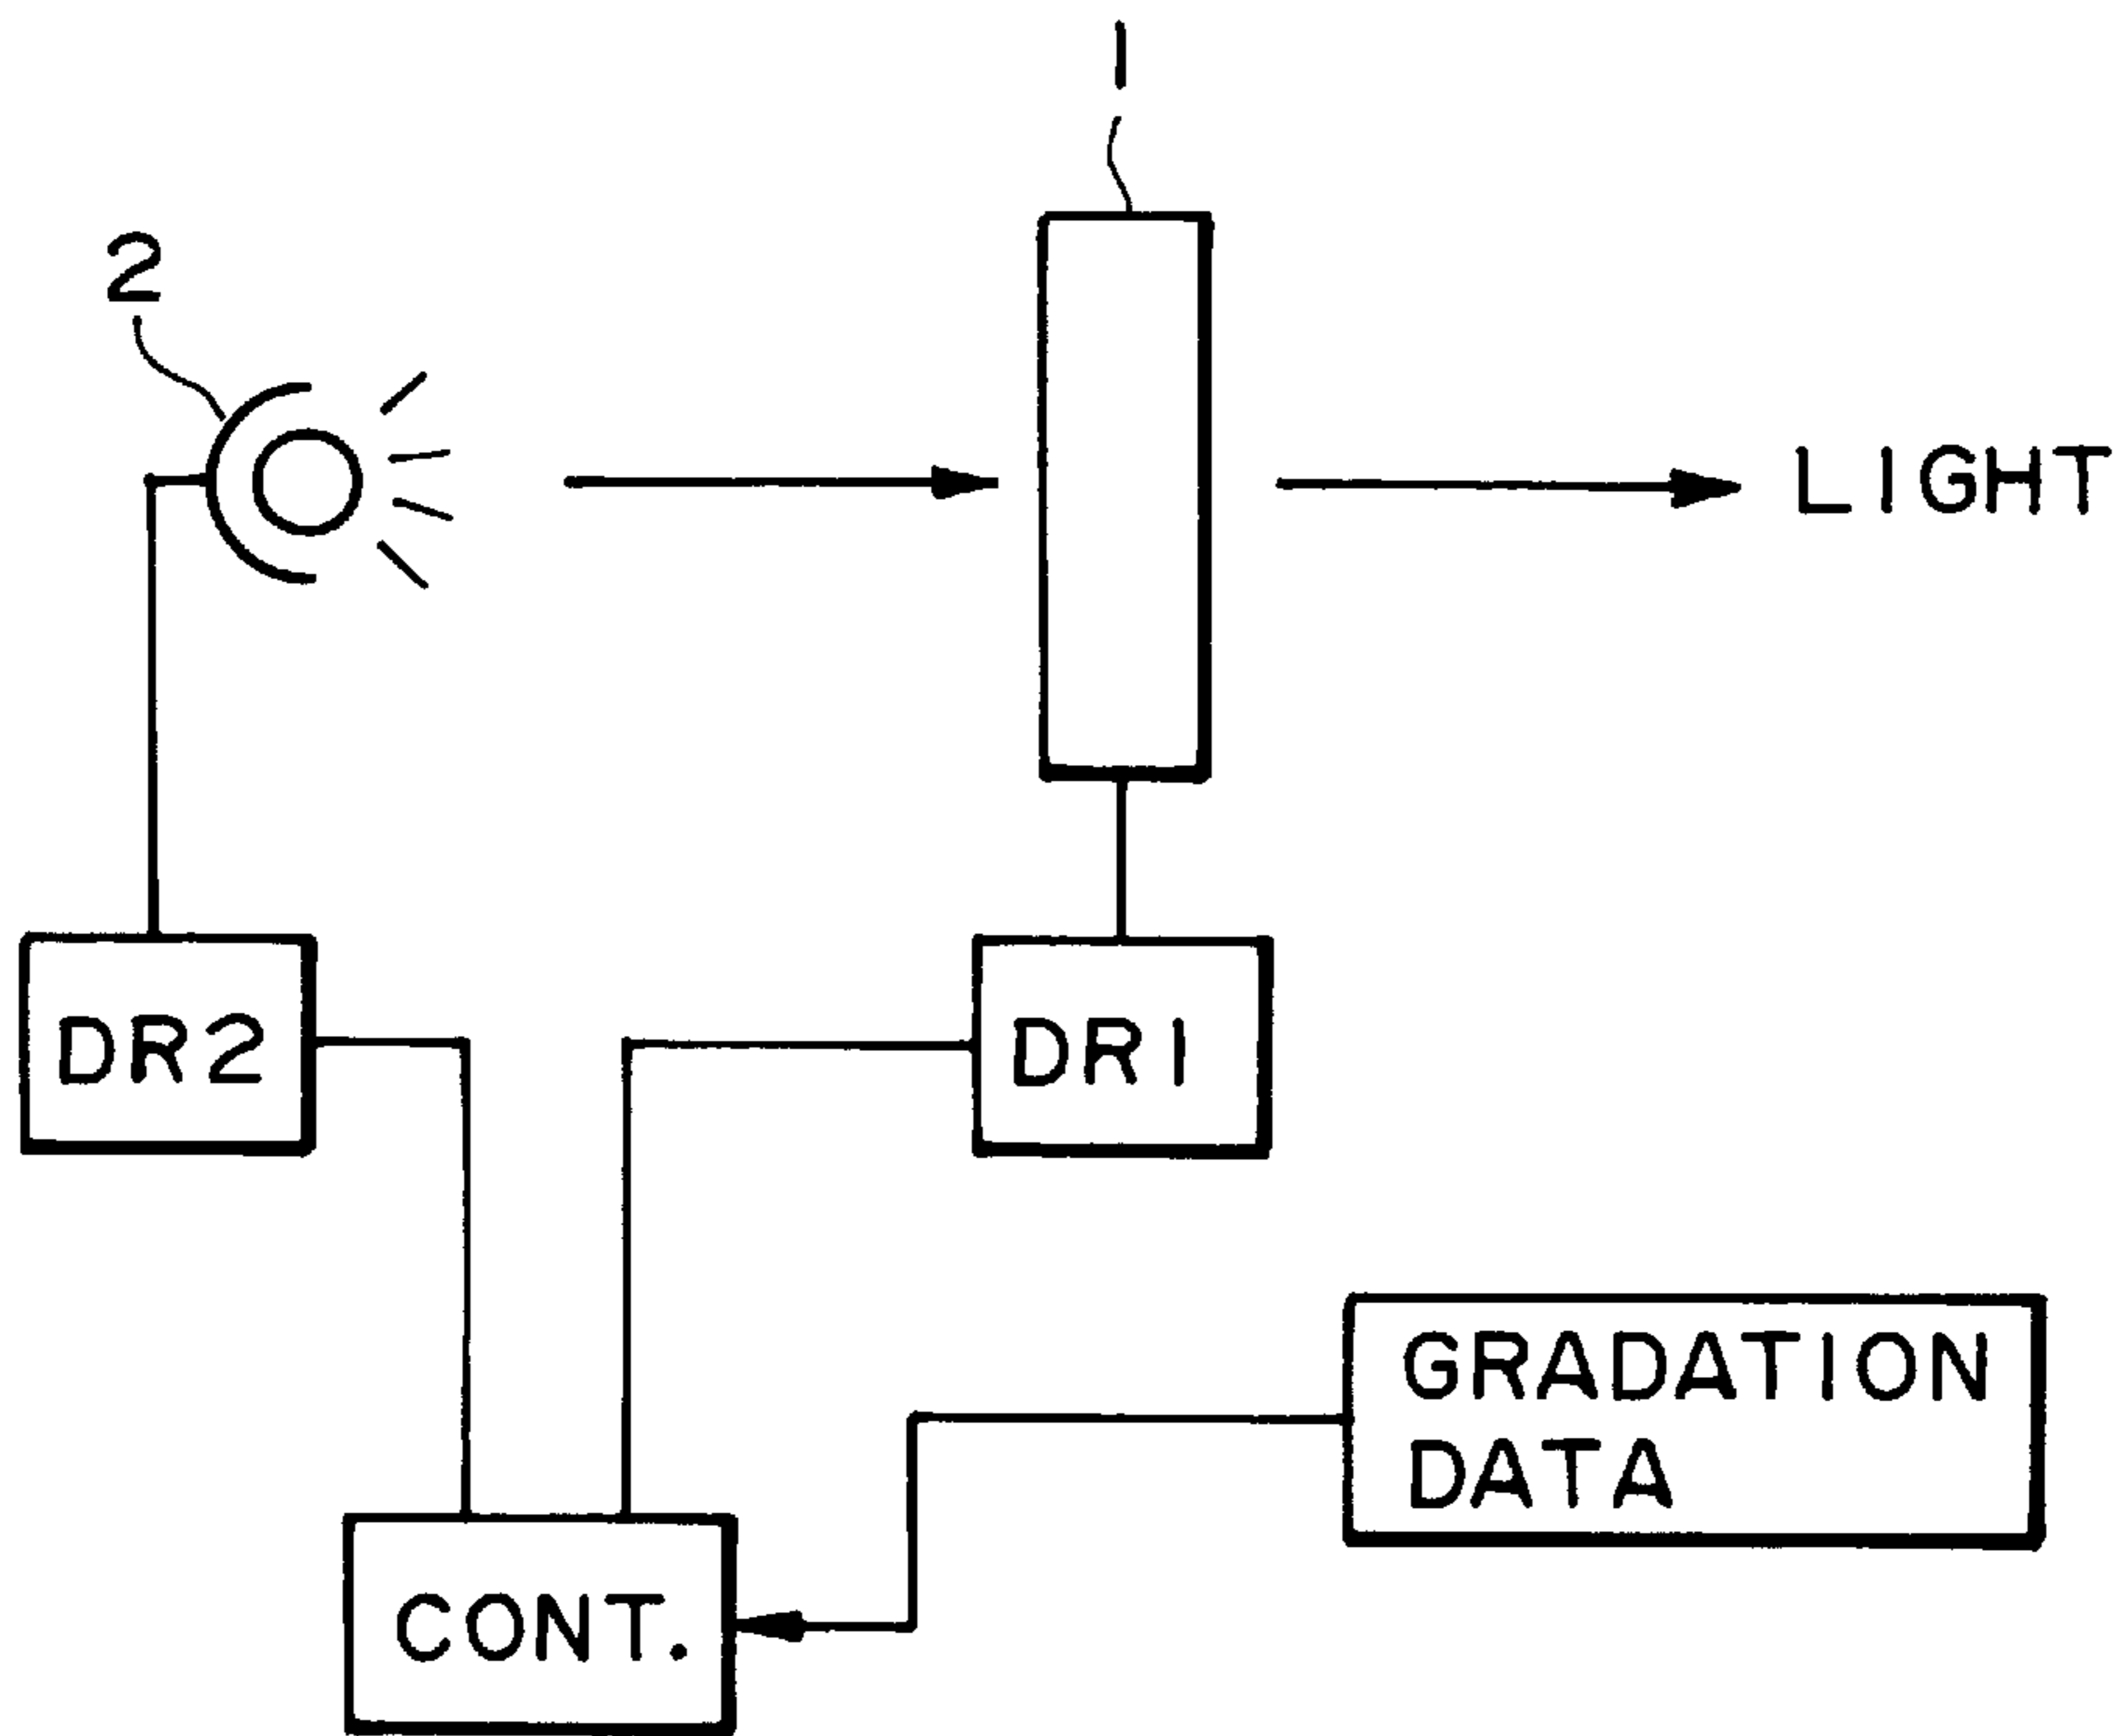 1
2
LIGHT
DR2
DR1
GRADATION
DATA
CONT.